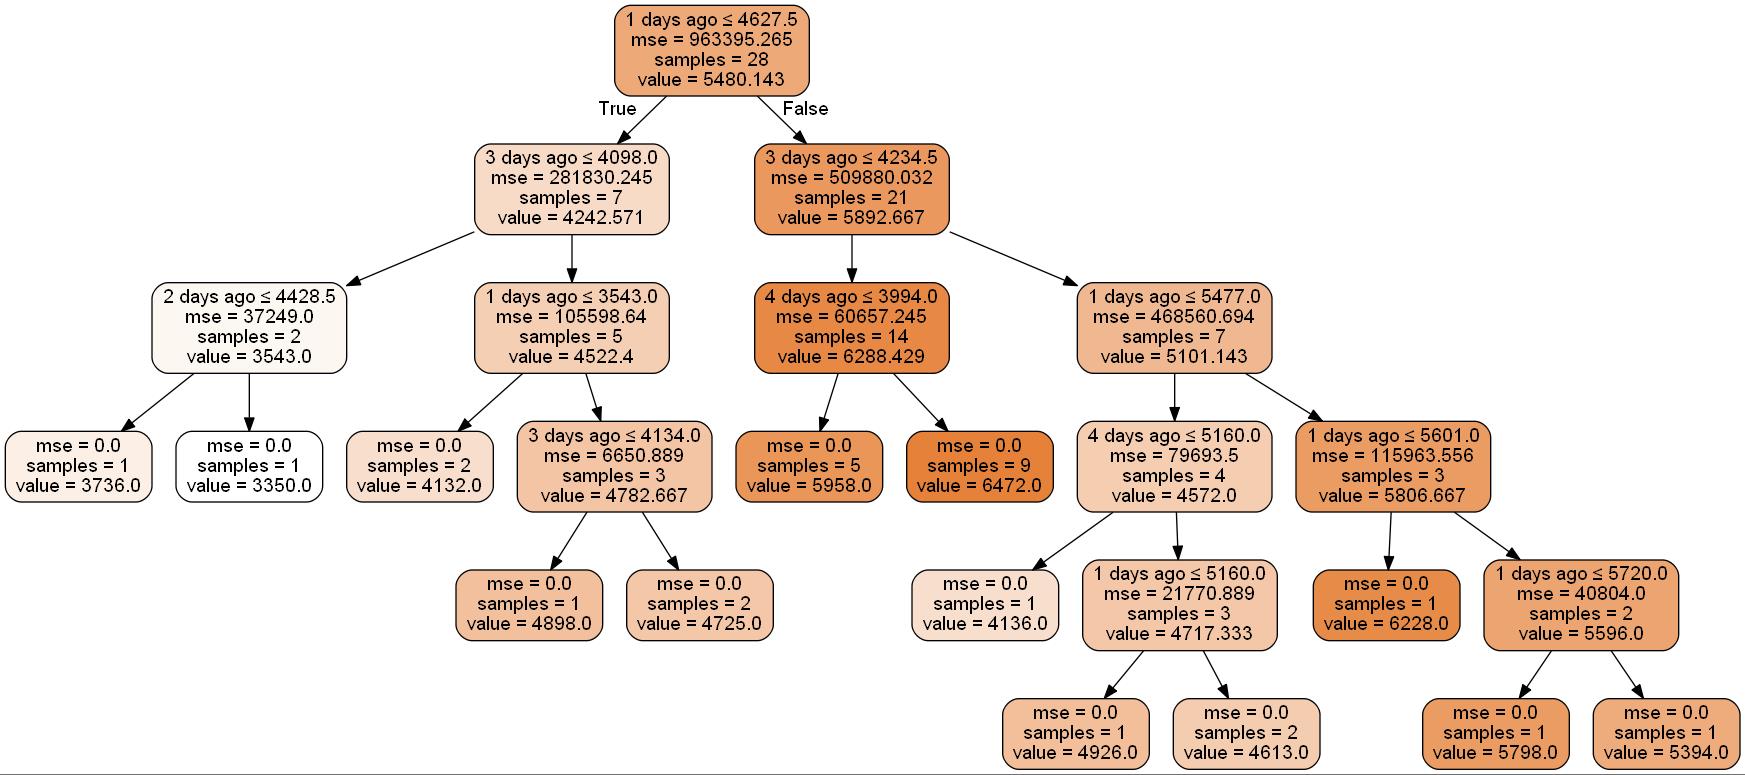 1 days ago ≤ 4627.5
mse = 963395.265
samples = 28
value = 5480.143
True
False
3 days ago ≤ 4098.0
mse = 281830.245
samples = 7
value = 4242.571
3 days ago ≤ 4234.5
mse = 509880.032
samples = 21
value = 5892.667
2 days ago ≤ 4428.5
mse = 37249.0
samples = 2
value = 3543.0
1 days ago ≤ 3543.0
mse = 105598.64
samples = 5
value = 4522.4
4 days ago ≤ 3994.0
mse = 60657.245
samples = 14
value = 6288.429
1 days ago ≤ 5477.0
mse = 468560.694
samples = 7
value = 5101.143
mse = 0.0
samples = 1
value = 3736.0
mse = 0.0
samples = 1
value = 3350.0
mse = 0.0
samples = 2
value = 4132.0
3 days ago ≤ 4134.0
mse = 6650.889
samples = 3
value = 4782.667
mse = 0.0
samples = 5
value = 5958.0
mse = 0.0
samples = 9
value = 6472.0
4 days ago ≤ 5160.0
mse = 79693.5
samples = 4
value = 4572.0
1 days ago ≤ 5601.0
mse = 115963.556
samples = 3
value = 5806.667
mse = 0.0
samples = 1
value = 4898.0
mse = 0.0
samples = 2
value = 4725.0
mse = 0.0
samples = 1
value = 4136.0
1 days ago ≤ 5160.0
mse = 21770.889
samples = 3
value = 4717.333
mse = 0.0
samples = 1
value = 6228.0
1 days ago ≤ 5720.0
mse = 40804.0
samples = 2
value = 5596.0
mse = 0.0
samples = 1
value = 4926.0
mse = 0.0
samples = 2
value = 4613.0
mse = 0.0
samples = 1
value = 5798.0
mse = 0.0
samples = 1
value = 5394.0